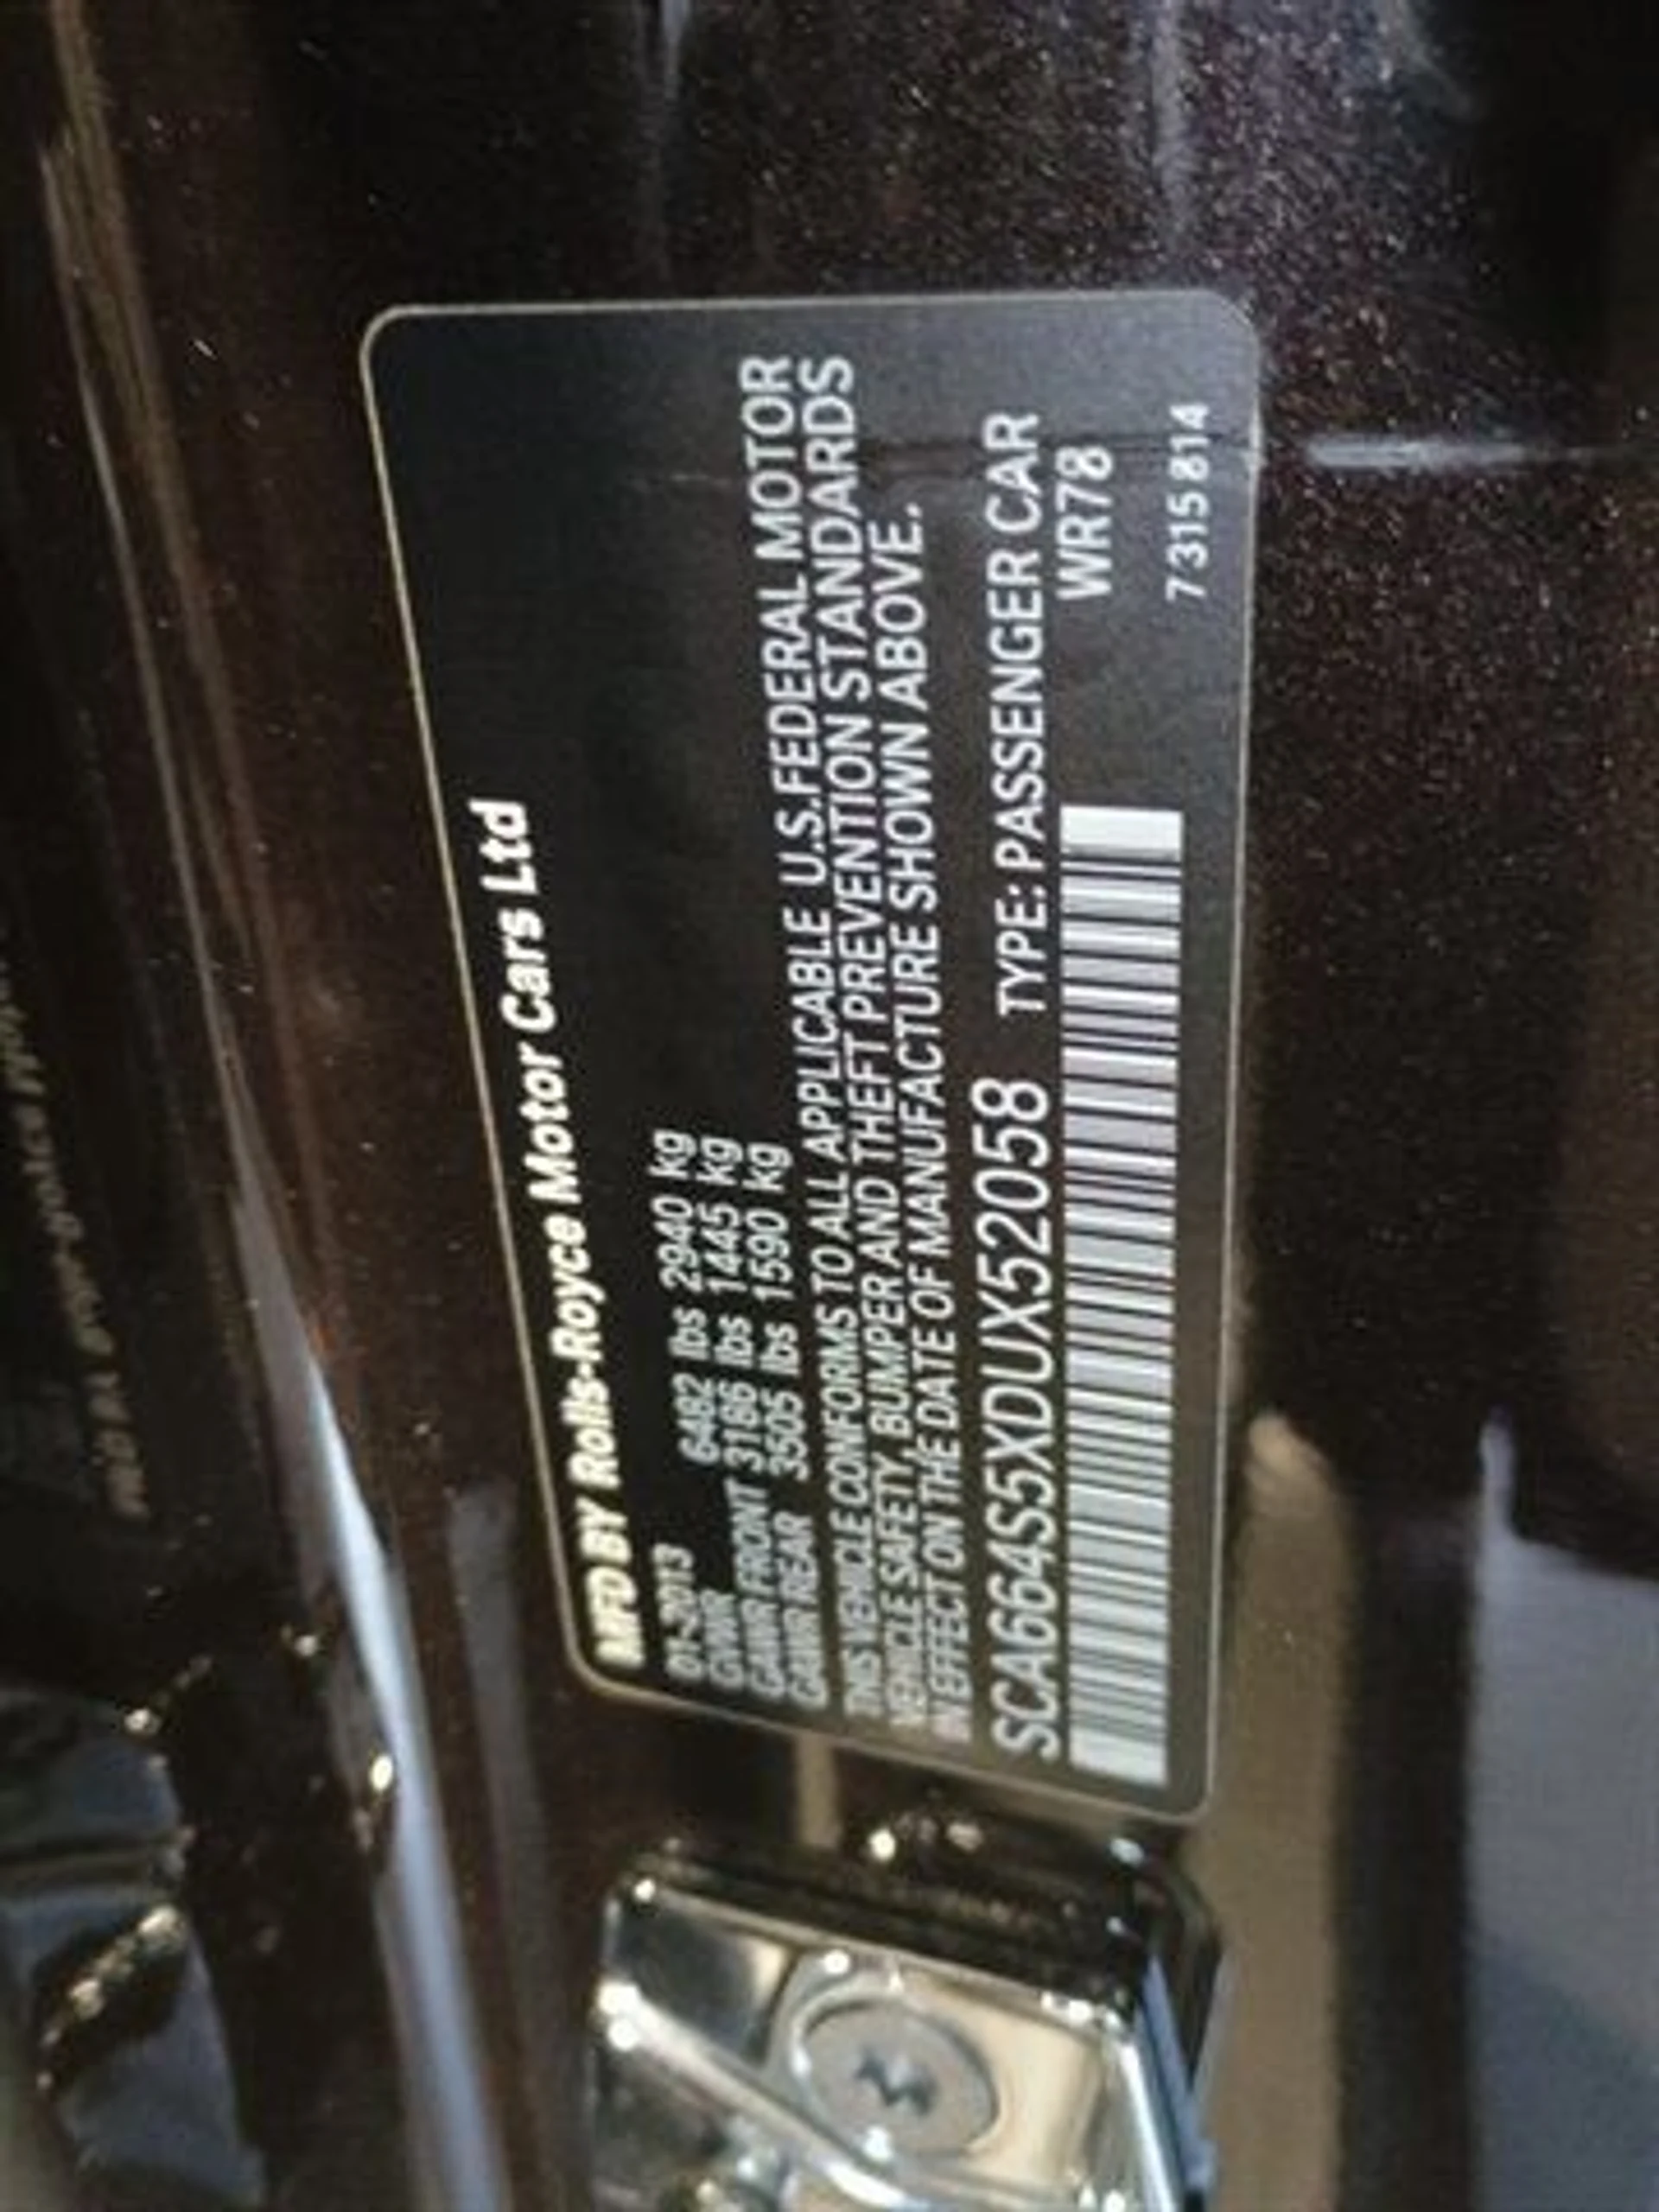 MFD BY Rolls-Royce Motor Cars Ltd
01-2013
GVWR 6482 lbs 2940 kg
GAWR FRONT 3186 lbs 1445 kg
GAWR REAR 3505 lbs 1590 kg
THIS VEHICLE CONFORMS TO ALL APPLICABLE U.S.FEDERAL MOTOR
VEHICLE SAFETY, BUMPER AND THEFT PREVENTION STANDARDS
IN EFFECT ON THE DATE OF MANUFACTURE SHOWN ABOVE.
SCA664S5XDUX52058 TYPE: PASSENGER CAR
WR78
7315 814